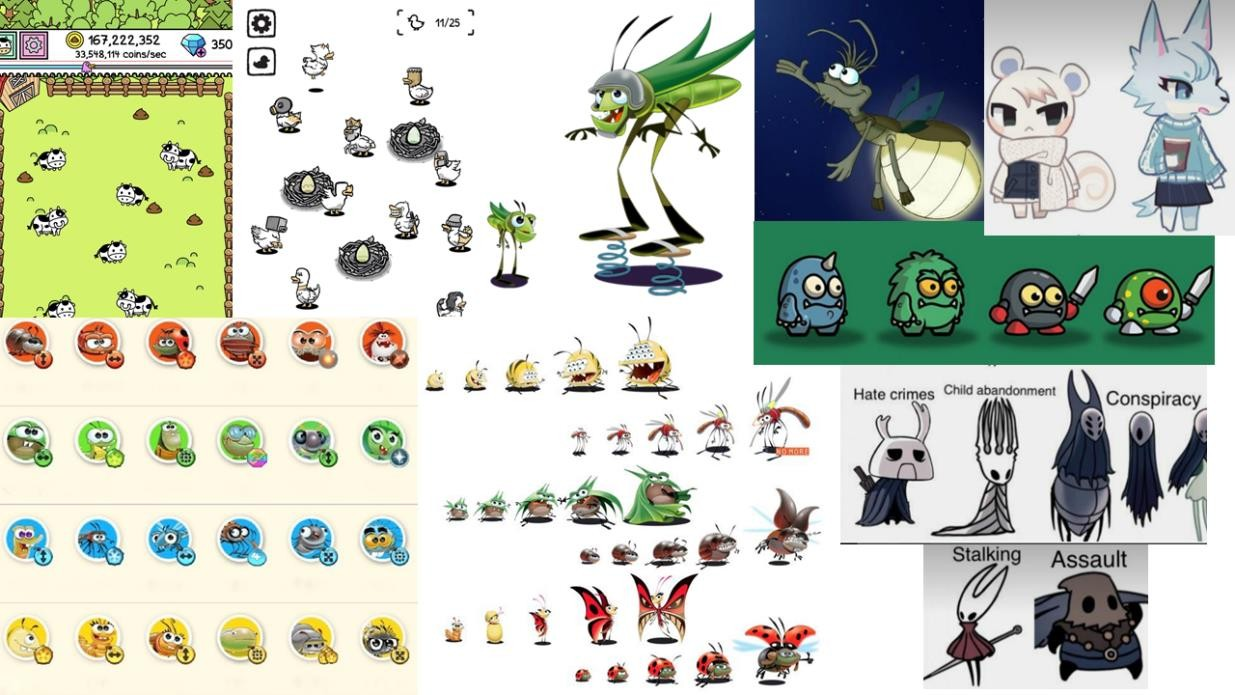 167,222,352
350
33,548,114 coins/sec
11/25
NO MORE
Hate crimes
Child abandonment
Conspiracy
Stalking
Assault